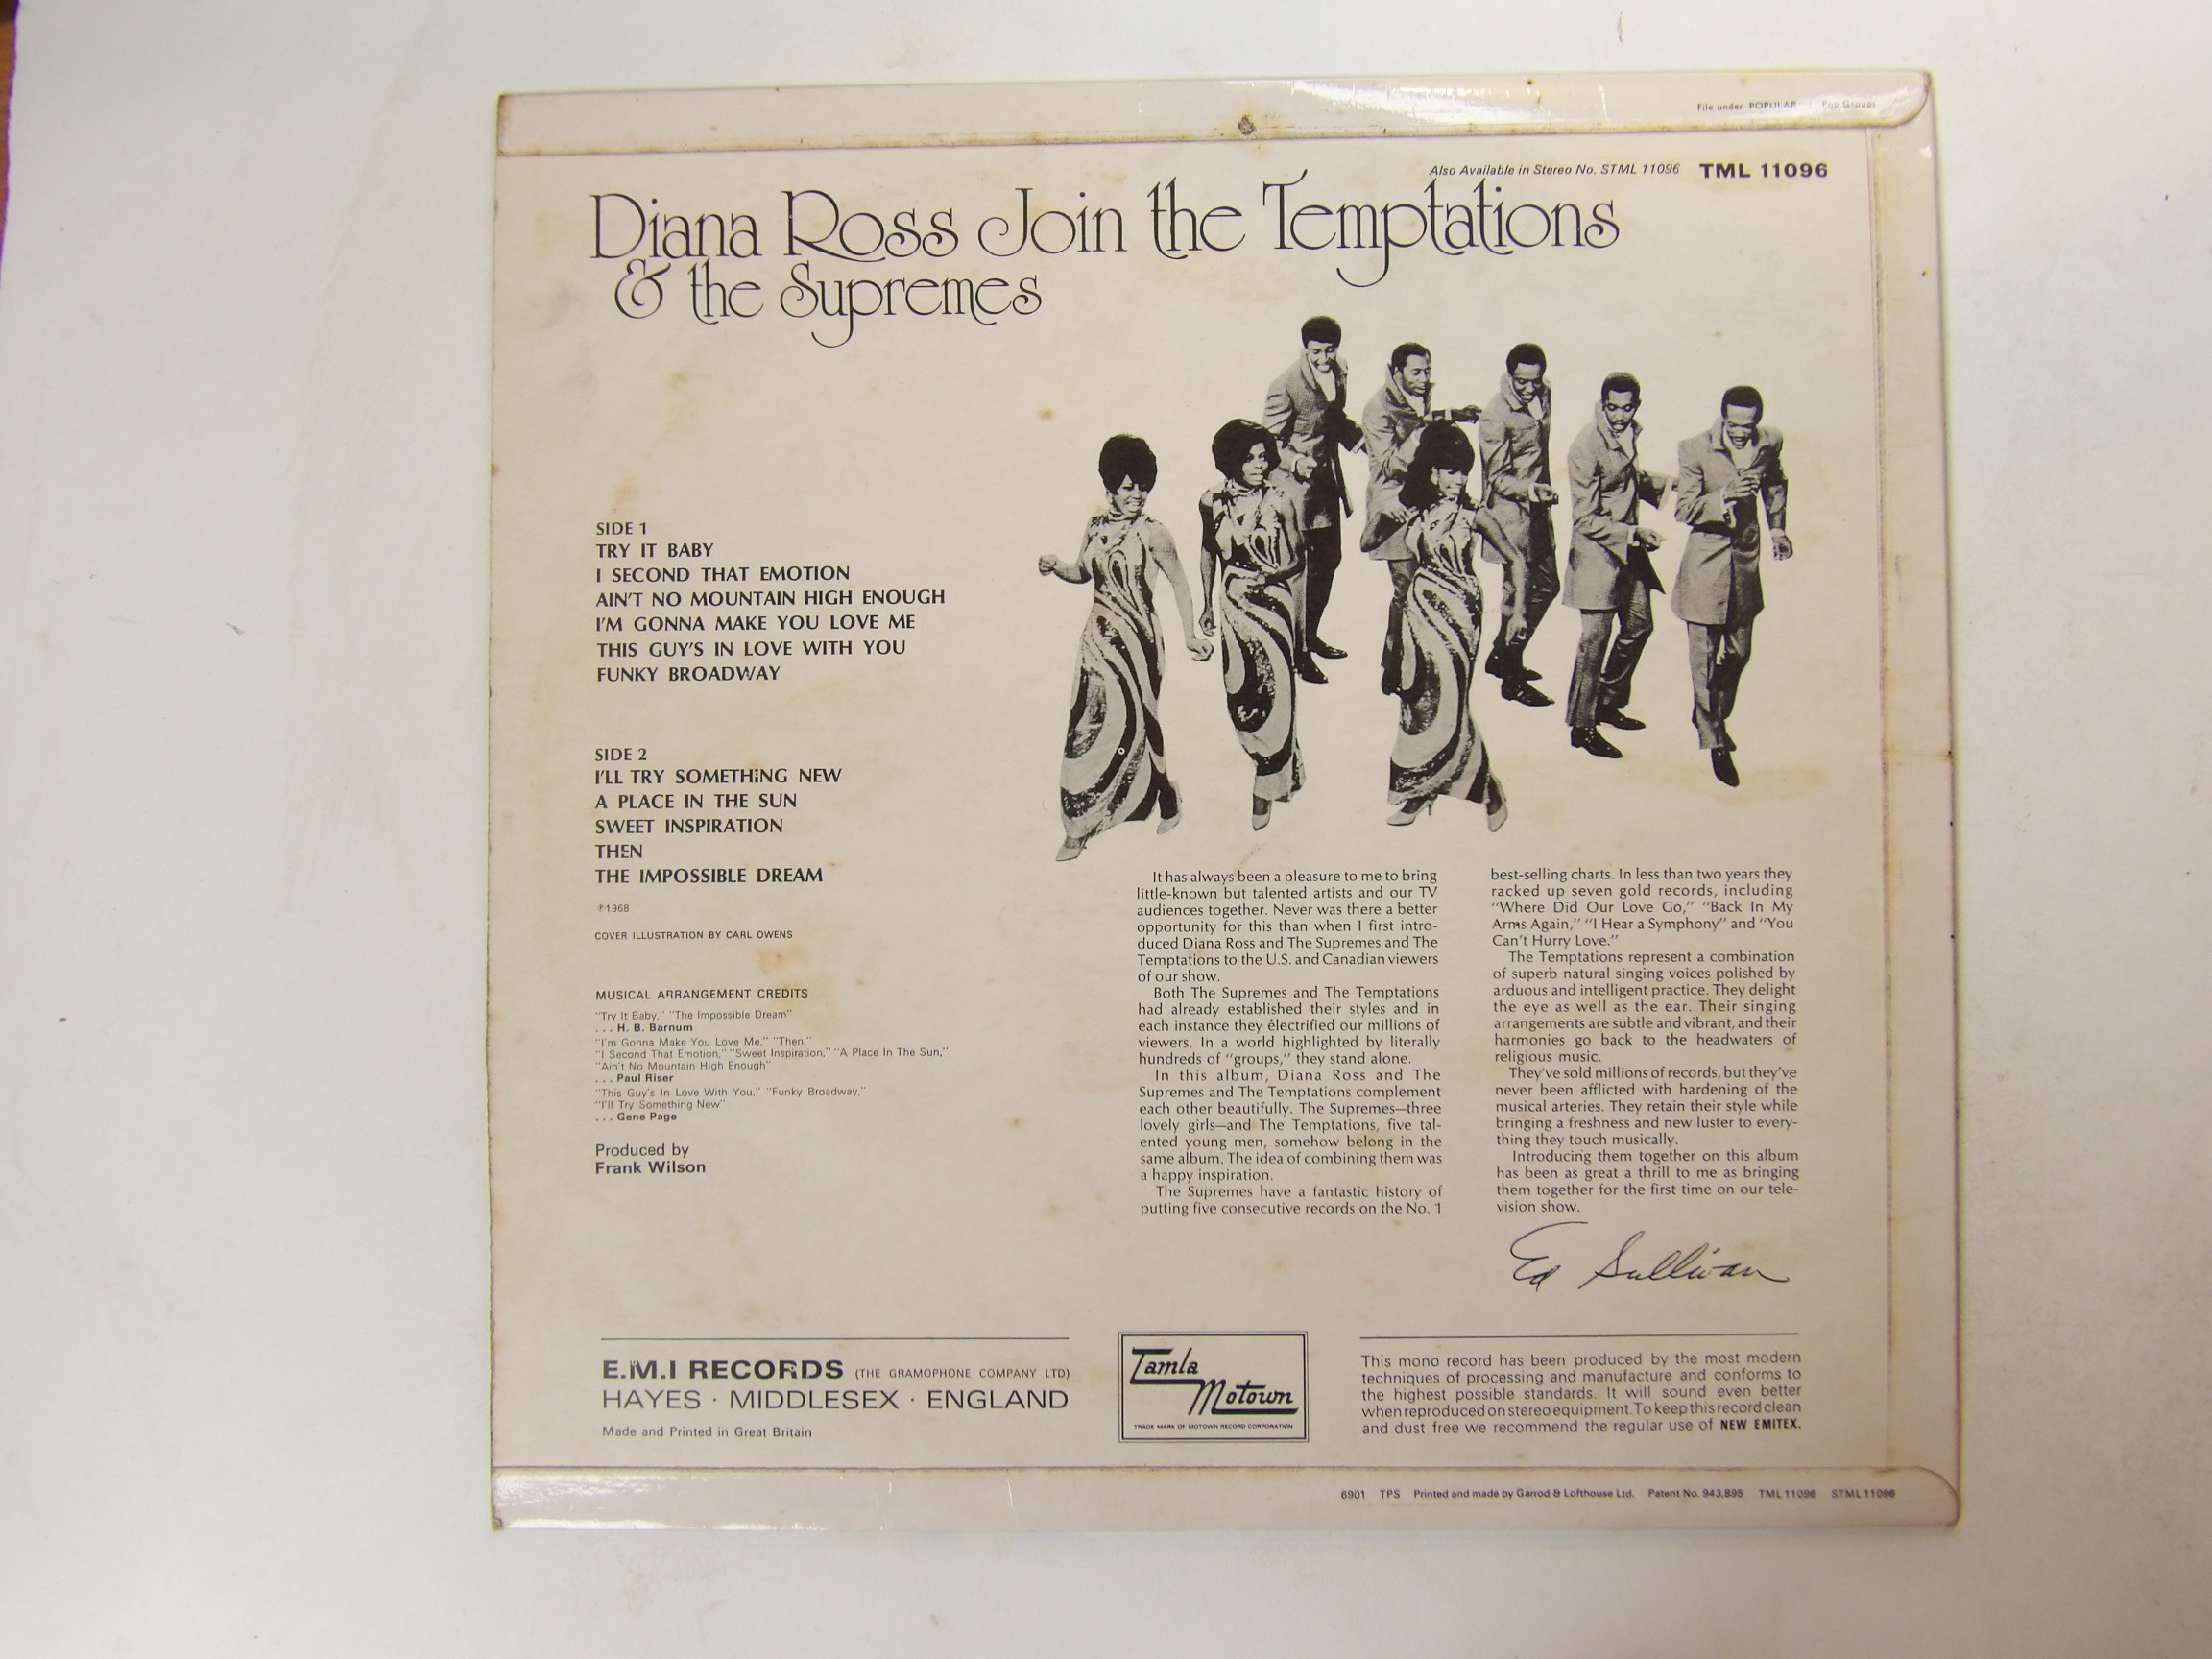 File under POPULAR : Pop Groups
Also Available in Stereo No. STML 11096 TML 11096
Diana Ross Join the Temptations
& the Supremes
SIDE 1
TRY IT BABY
I SECOND THAT EMOTION
AIN'T NO MOUNTAIN HIGH ENOUGH
I'M GONNA MAKE YOU LOVE ME
THIS GUY'S IN LOVE WITH YOU
FUNKY BROADWAY
SIDE 2
I'LL TRY SOMETHING NEW
A PLACE IN THE SUN
SWEET INSPIRATION
THEN
THE IMPOSSIBLE DREAM
℗1968
COVER ILLUSTRATION BY CARL OWENS
MUSICAL ARRANGEMENT CREDITS
"Try It Baby," "The Impossible Dream"
... H. B. Barnum
"I'm Gonna Make You Love Me," "Then,"
"I Second That Emotion," "Sweet Inspiration," "A Place In The Sun,"
"Ain't No Mountain High Enough"
... Paul Riser
"This Guy's In Love With You," "Funky Broadway,"
"I'll Try Something New"
... Gene Page
Produced by
Frank Wilson
It has always been a pleasure to me to bring
little-known but talented artists and our TV
audiences together. Never was there a better
opportunity for this than when I first intro-
duced Diana Ross and The Supremes and The
Temptations to the U.S. and Canadian viewers
of our show.
Both The Supremes and The Temptations
had already established their styles and in
each instance they electrified our millions of
viewers. In a world highlighted by literally
hundreds of "groups," they stand alone.
In this album, Diana Ross and The
Supremes and The Temptations complement
each other beautifully. The Supremes—three
lovely girls—and The Temptations, five tal-
ented young men, somehow belong in the
same album. The idea of combining them was
a happy inspiration.
The Supremes have a fantastic history of
putting five consecutive records on the No. 1
best-selling charts. In less than two years they
racked up seven gold records, including
"Where Did Our Love Go," "Back In My
Arms Again," "I Hear a Symphony" and "You
Can't Hurry Love."
The Temptations represent a combination
of superb natural singing voices polished by
arduous and intelligent practice. They delight
the eye as well as the ear. Their singing
arrangements are subtle and vibrant, and their
harmonies go back to the headwaters of
religious music.
They've sold millions of records, but they've
never been afflicted with hardening of the
musical arteries. They retain their style while
bringing a freshness and new luster to every-
thing they touch musically.
Introducing them together on this album
has been as great a thrill to me as bringing
them together for the first time on our tele-
vision show.
Ed Sullivan
E.M.I RECORDS (THE GRAMOPHONE COMPANY LTD)
HAYES · MIDDLESEX · ENGLAND
Made and Printed in Great Britain
Tamla
Motown
TRADE MARK OF MOTOWN RECORD CORPORATION
This mono record has been produced by the most modern
techniques of processing and manufacture and conforms to
the highest possible standards. It will sound even better
when reproduced on stereo equipment. To keep this record clean
and dust free we recommend the regular use of NEW EMITEX.
6901 TPS Printed and made by Garrod & Lofthouse Ltd. Patent No. 943,895 TML 11096 STML 11096